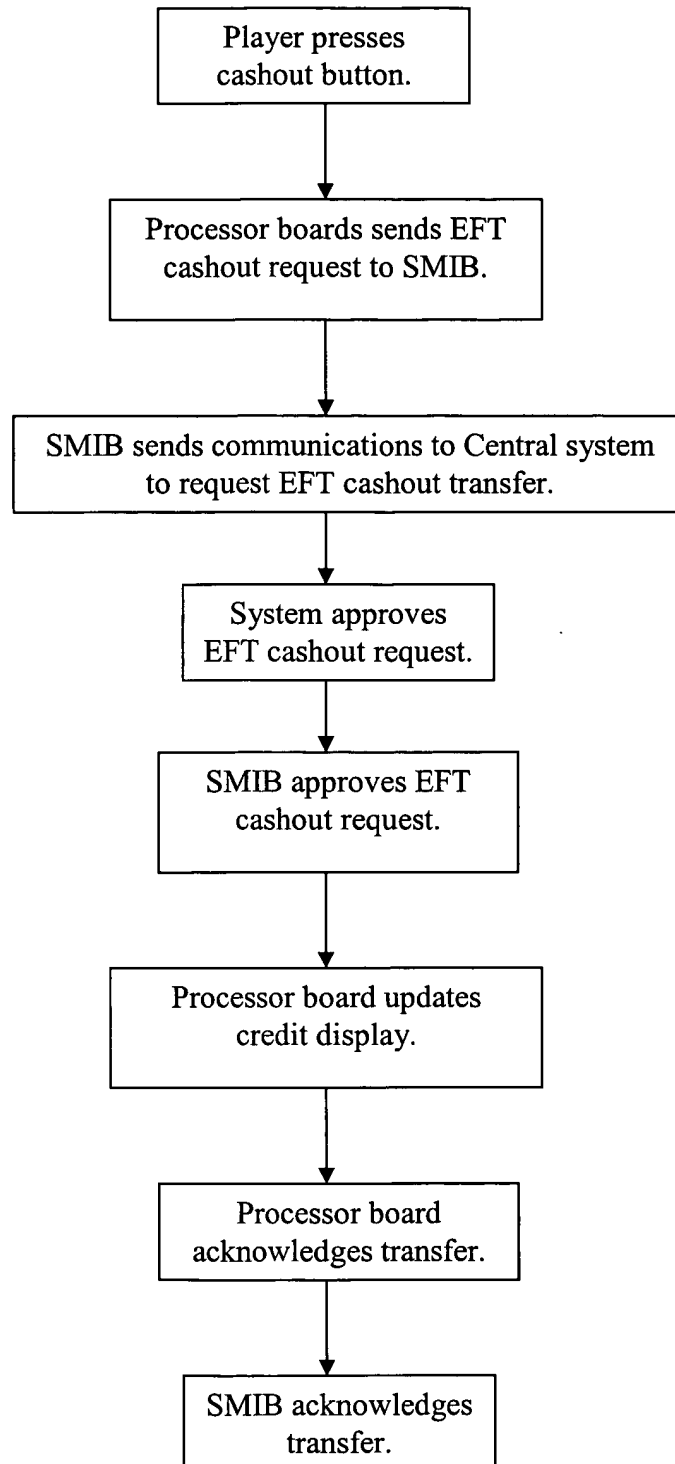 Player presses
cashout button.
Processor boards sends EFT
cashout request to SMIB.
SMIB sends communications to Central system
to request EFT cashout transfer.
System approves
EFT cashout request.
SMIB approves EFT
cashout request.
Processor board updates
credit display.
Processor board
acknowledges transfer.
SMIB acknowledges
transfer.